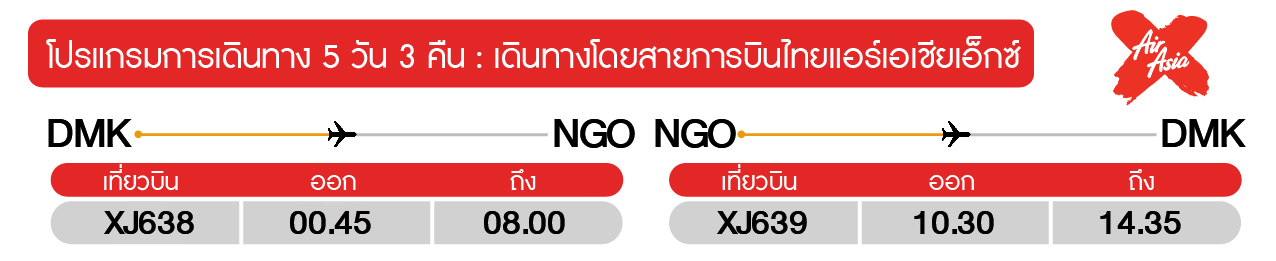 โปรแกรมการเดินทาง 5 วัน 3 คืน : เดินทางโดยสายการบินไทยแอร์เอเชียเอ็กซ์
Air
Asia
DMK NGO
เที่ยวบิน ออก ถึง
XJ638 00.45 08.00
NGO DMK
เที่ยวบิน ออก ถึง
XJ639 10.30 14.35